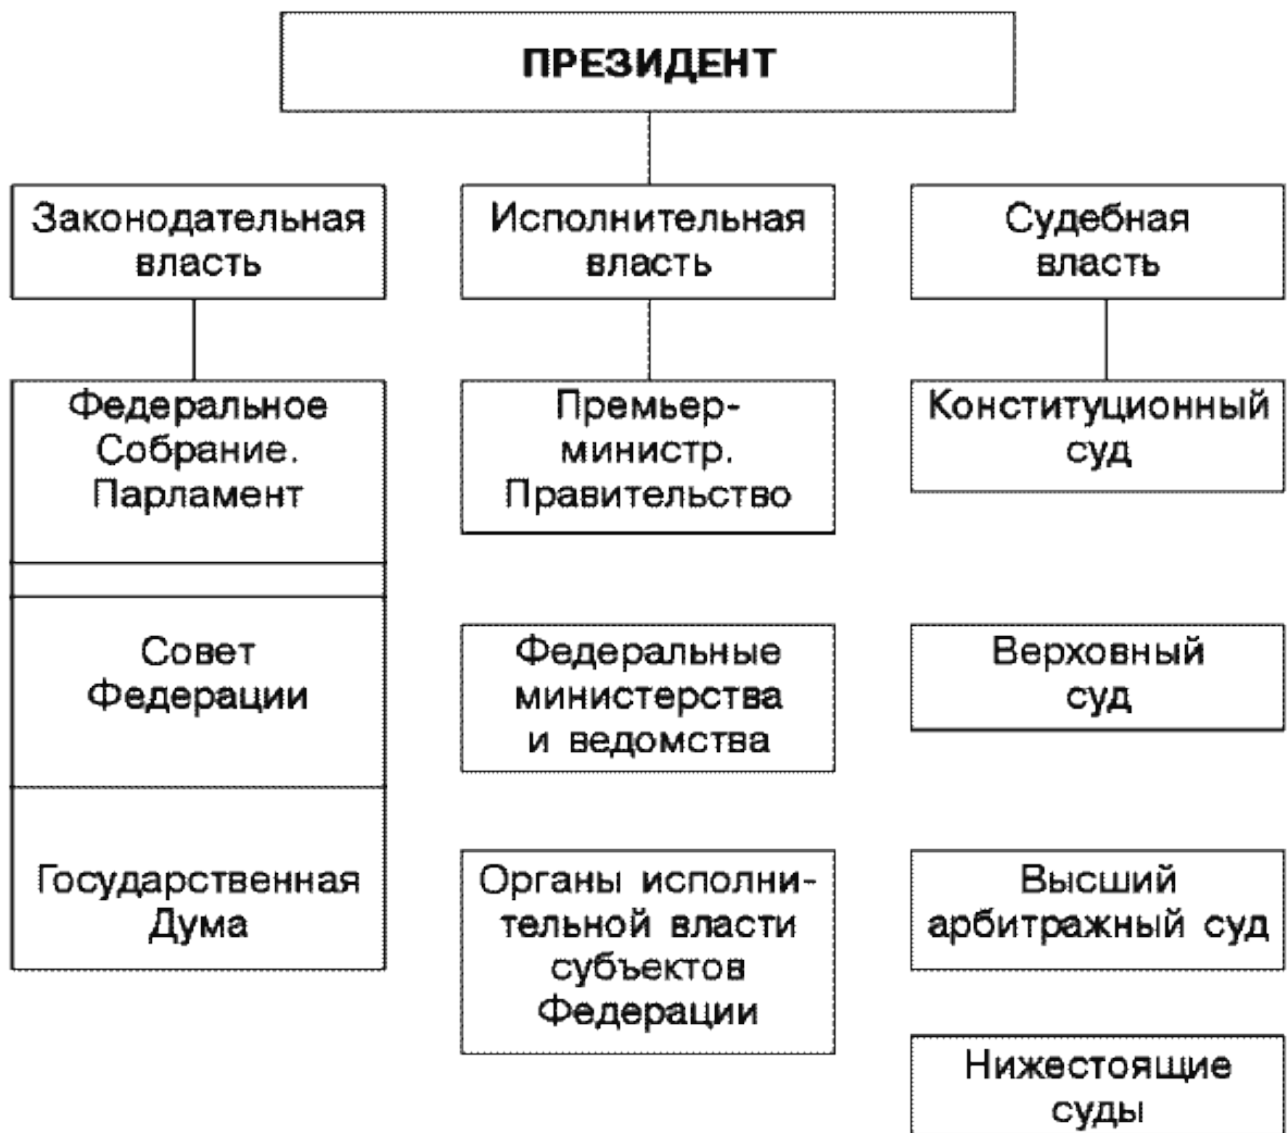 ПРЕЗИДЕНТ
Законодательная
власть
Исполнительная
власть
Судебная
власть
Федеральное
Собрание.
Парламент
Премьер-
министр.
Правительство
Конституционный
суд
Совет
Федерации
Федеральные
министерства
и ведомства
Верховный
суд
Государственная
Дума
Органы исполни-
тельной власти
субъектов
Федерации
Высший
арбитражный суд
Нижестоящие
суды